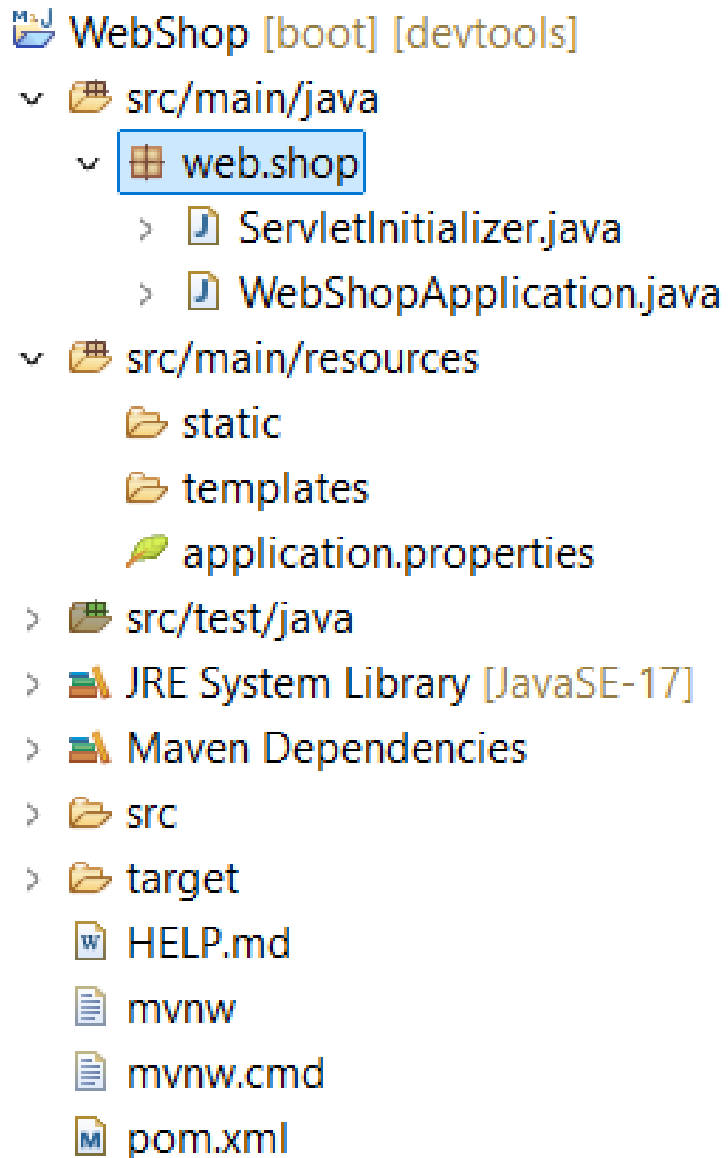 WebShop [boot] [devtools]
src/main/java
web.shop
ServletInitializer.java
WebShopApplication.java
src/main/resources
static
templates
application.properties
src/test/java
JRE System Library [JavaSE-17]
Maven Dependencies
src
target
HELP.md
mvnw
mvnw.cmd
pom.xml